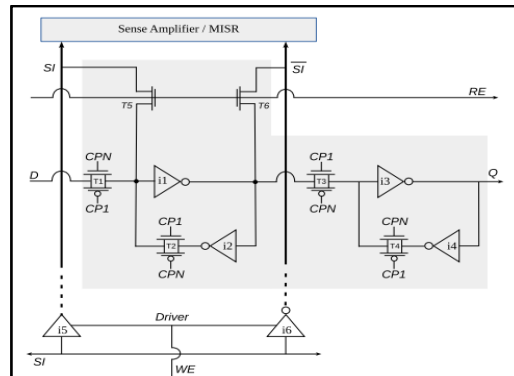 Sense Amplifier / MISR
SI
SI
T5
T6
RE
D
CPN
T1
CP1
i1
CP1
T3
CPN
i3
Q
CP1
T2
CPN
i2
CPN
T4
CP1
i4
Driver
i5
i6
SI
WE